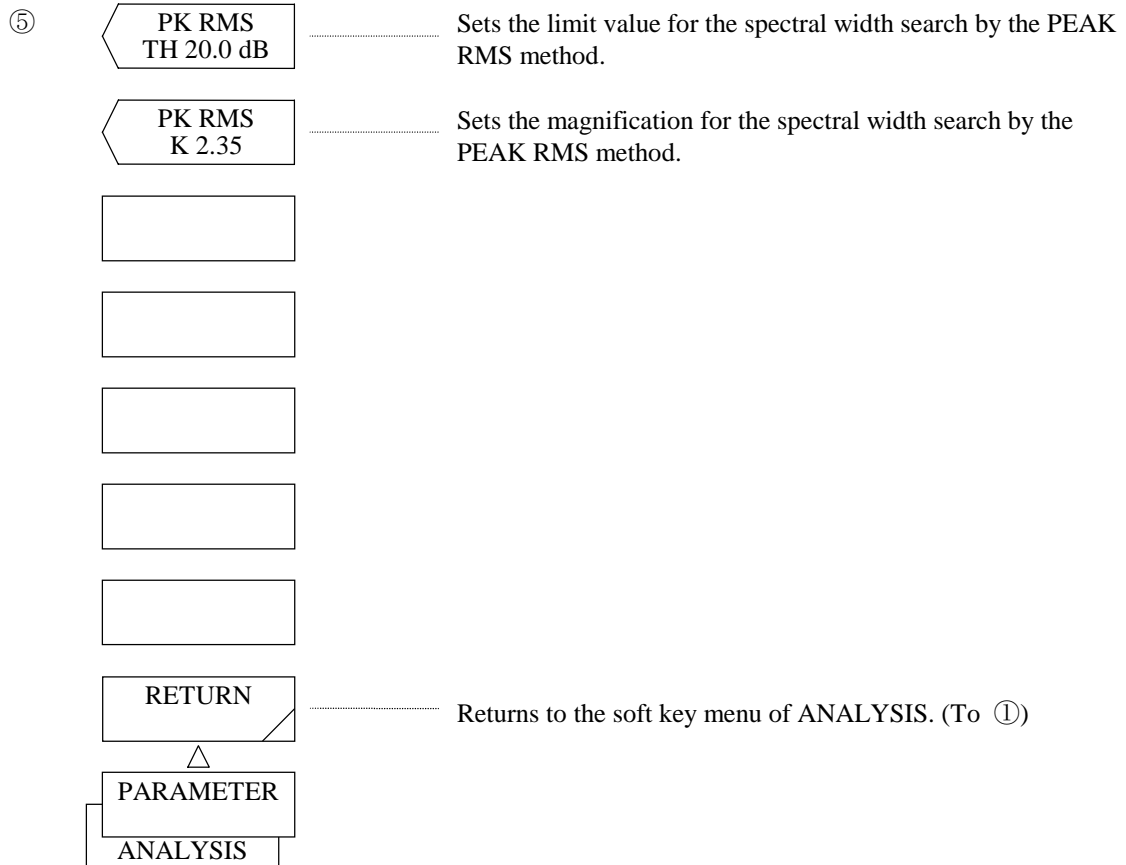 ⑤
PK RMS
TH 20.0 dB
Sets the limit value for the spectral width search by the PEAK
RMS method.
PK RMS
K 2.35
Sets the magnification for the spectral width search by the
PEAK RMS method.
RETURN
Returns to the soft key menu of ANALYSIS. (To ①)
PARAMETER
ANALYSIS